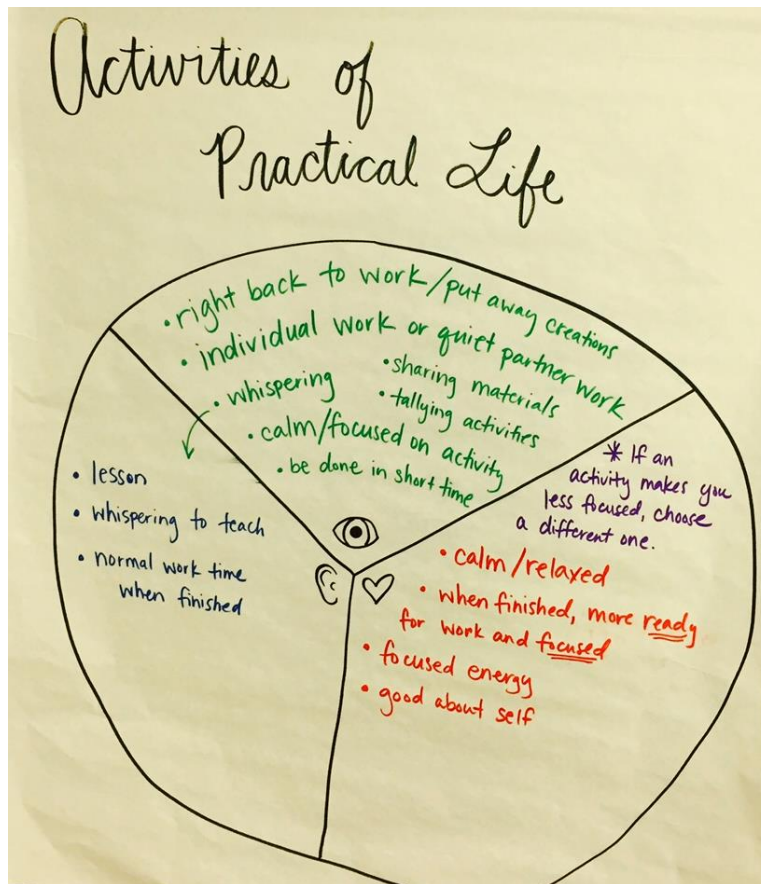 Activities of
Practical Life
• right back to work/put away creations
• individual work or quiet partner work
• whispering
• sharing materials
• tallying activities
• calm/focused on activity
• be done in short time
• lesson
• whispering to teach
• normal work time
when finished
* If an
activity makes you
less focused, choose
a different one.
• calm/relaxed
• when finished, more ready
for work and focused
• focused energy
• good about self